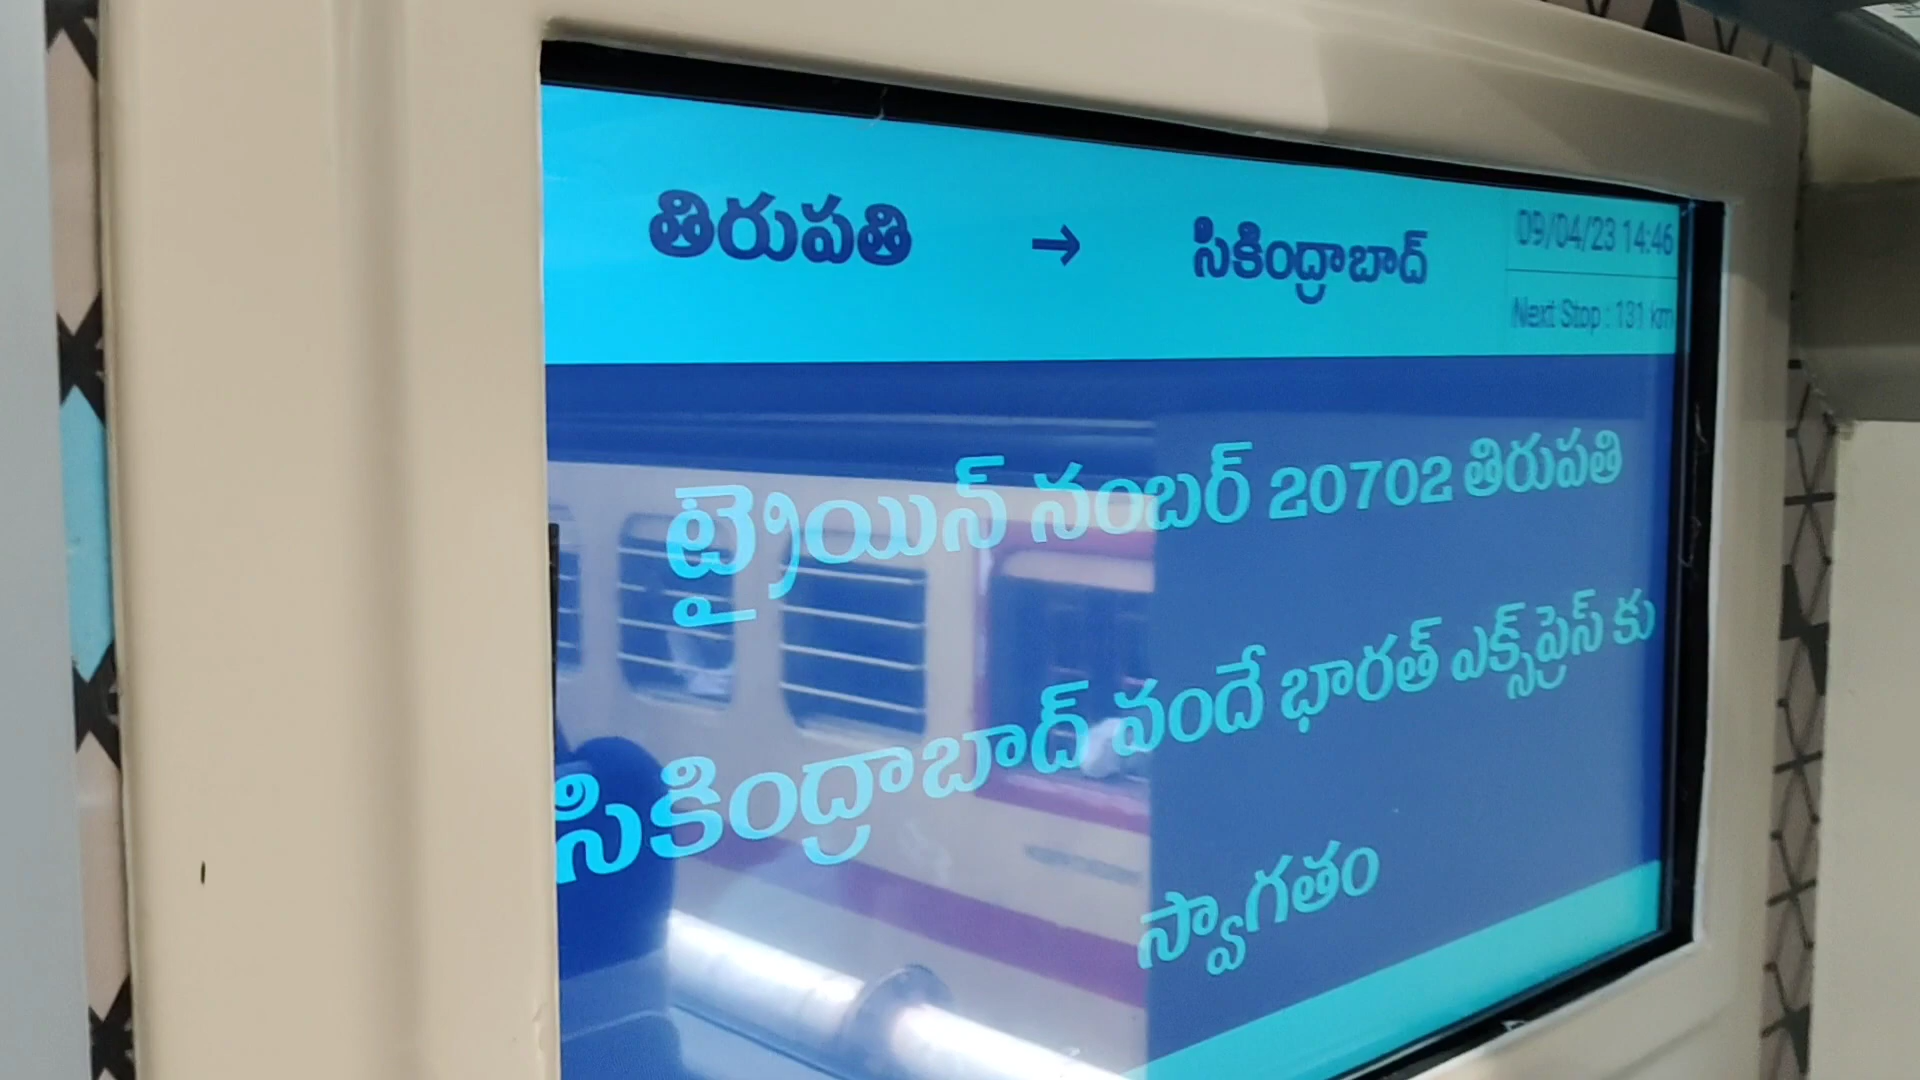 తిరుపతి → సికింద్రాబాద్
09/04/23 14:46
Next Stop : 131 km
ట్రైయిన్ నంబర్ 20702 తిరుపతి
సికింద్రాబాద్ వందే భారత్ ఎక్స్ప్రెస్ కు
స్వాగతం